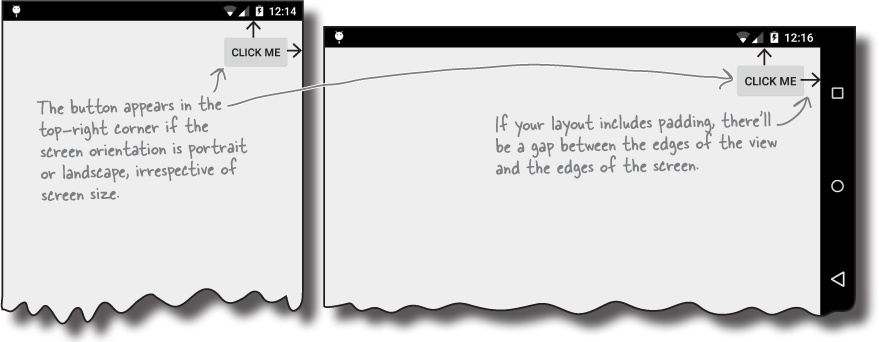 12:14
CLICK ME
The button appears in the
top-right corner if the
screen orientation is portrait
or landscape, irrespective of
screen size.
12:16
CLICK ME
If your layout includes padding, there'll
be a gap between the edges of the view
and the edges of the screen.